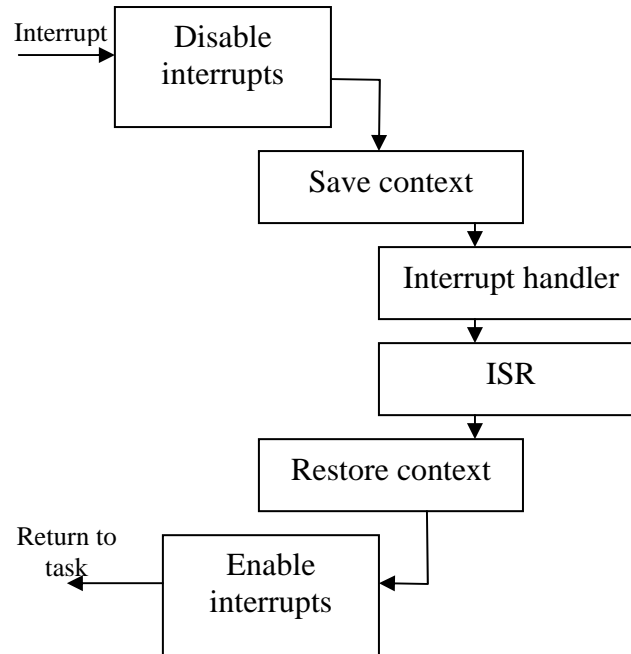 Interrupt
Disable
interrupts
Save context
Interrupt handler
ISR
Restore context
Return to
task
Enable
interrupts